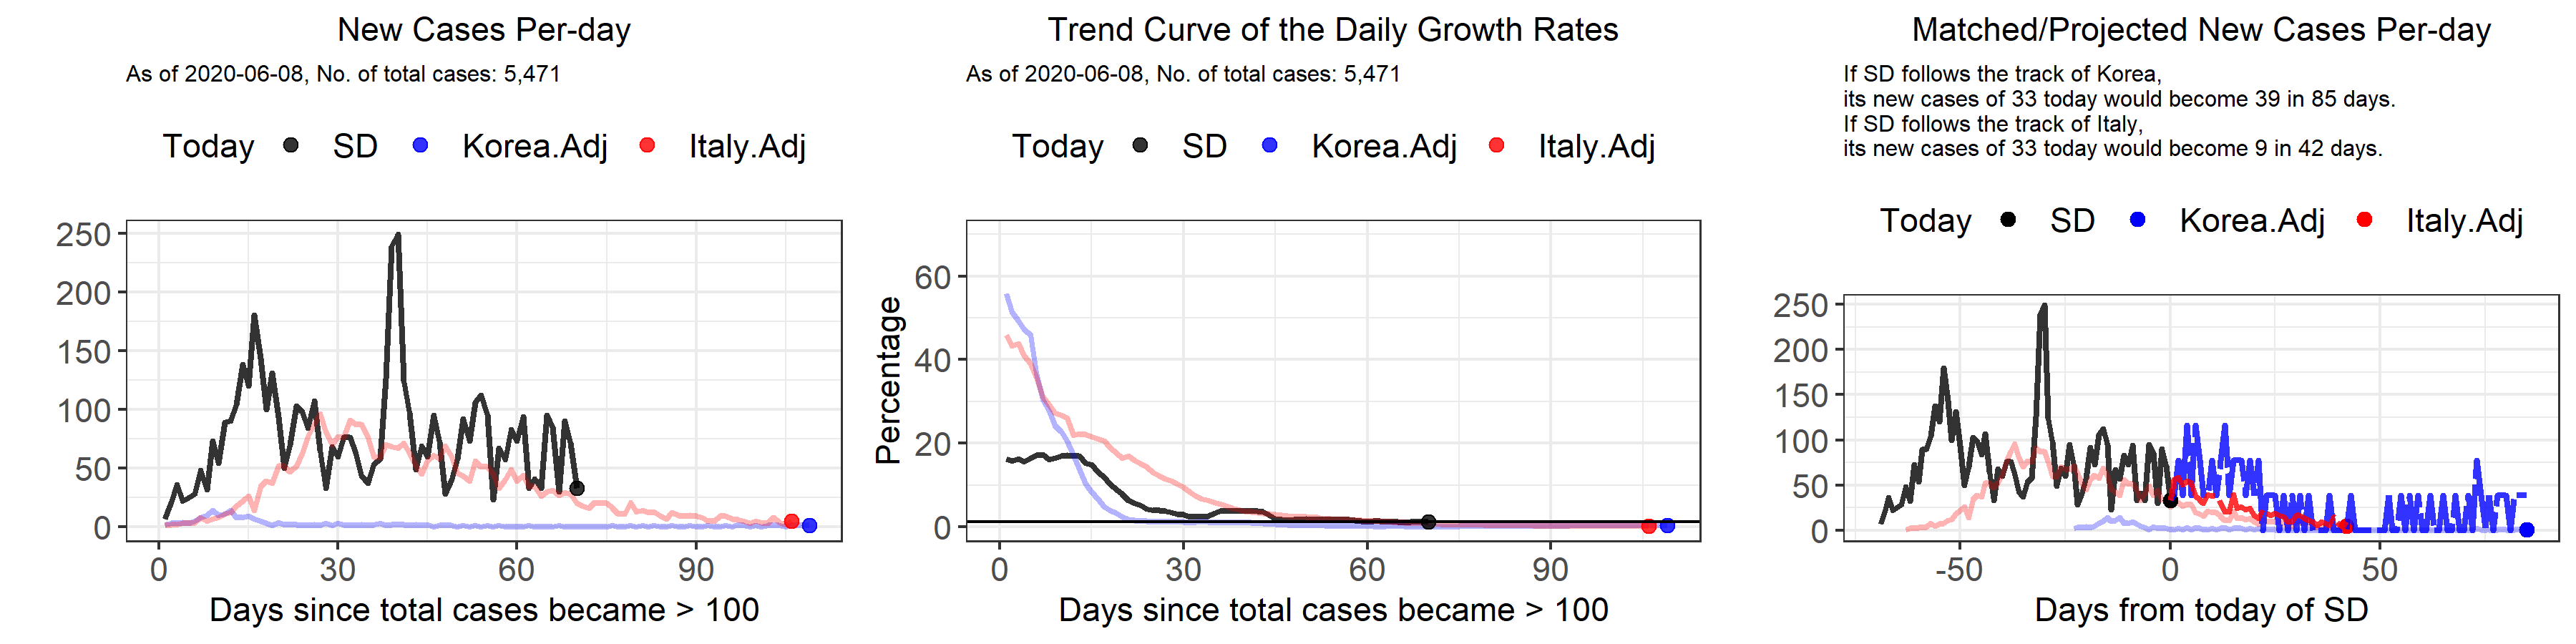 New Cases Per-day
As of 2020-06-08, No. of total cases: 5,471
Today SD Korea.Adj Italy.Adj
250
200
150
100
50
0
0 30 60 90
Days since total cases became > 100
Trend Curve of the Daily Growth Rates
As of 2020-06-08, No. of total cases: 5,471
Today SD Korea.Adj Italy.Adj
Percentage
60
40
20
0
0 30 60 90
Days since total cases became > 100
Matched/Projected New Cases Per-day
If SD follows the track of Korea,
its new cases of 33 today would become 39 in 85 days.
If SD follows the track of Italy,
its new cases of 33 today would become 9 in 42 days.
Today SD Korea.Adj Italy.Adj
250
200
150
100
50
0
-50 0 50
Days from today of SD